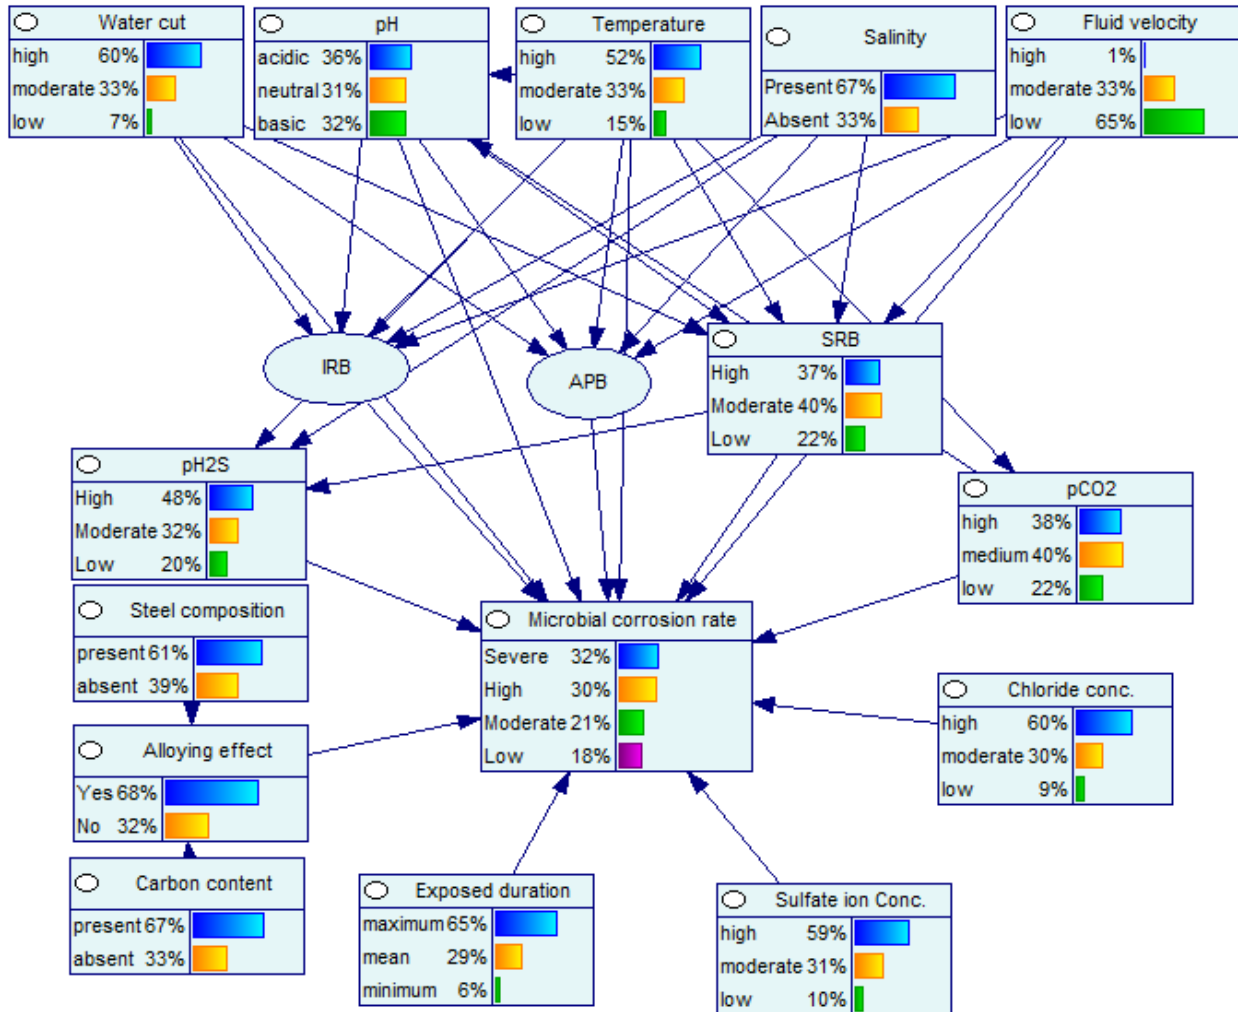 Water cut
high 60%
moderate 33%
low 7%
pH
acidic 36%
neutral 31%
basic 32%
Temperature
high 52%
moderate 33%
low 15%
Salinity
Present 67%
Absent 33%
Fluid velocity
high 1%
moderate 33%
low 65%
IRB
APB
SRB
High 37%
Moderate 40%
Low 22%
pH2S
High 48%
Moderate 32%
Low 20%
pCO2
high 38%
medium 40%
low 22%
Steel composition
present 61%
absent 39%
Microbial corrosion rate
Severe 32%
High 30%
Moderate 21%
Low 18%
Chloride conc.
high 60%
moderate 30%
low 9%
Alloying effect
Yes 68%
No 32%
Carbon content
present 67%
absent 33%
Exposed duration
maximum 65%
mean 29%
minimum 6%
Sulfate ion Conc.
high 59%
moderate 31%
low 10%